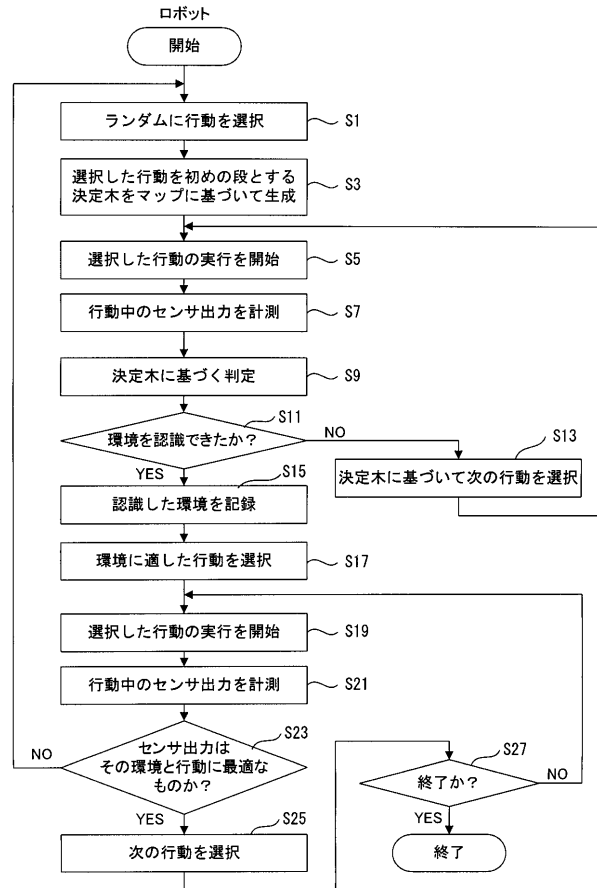 ロボット
開始
ランダムに行動を選択
S1
選択した行動を初めの段とする
決定木をマップに基づいて生成
S3
選択した行動の実行を開始
S5
行動中のセンサ出力を計測
S7
決定木に基づく判定
S9
環境を認識できたか？
S11
NO
YES
決定木に基づいて次の行動を選択
S13
認識した環境を記録
S15
環境に適した行動を選択
S17
選択した行動の実行を開始
S19
行動中のセンサ出力を計測
S21
センサ出力は
その環境と行動に最適な
ものか？
S23
NO
YES
次の行動を選択
S25
終了か？
S27
NO
YES
終了